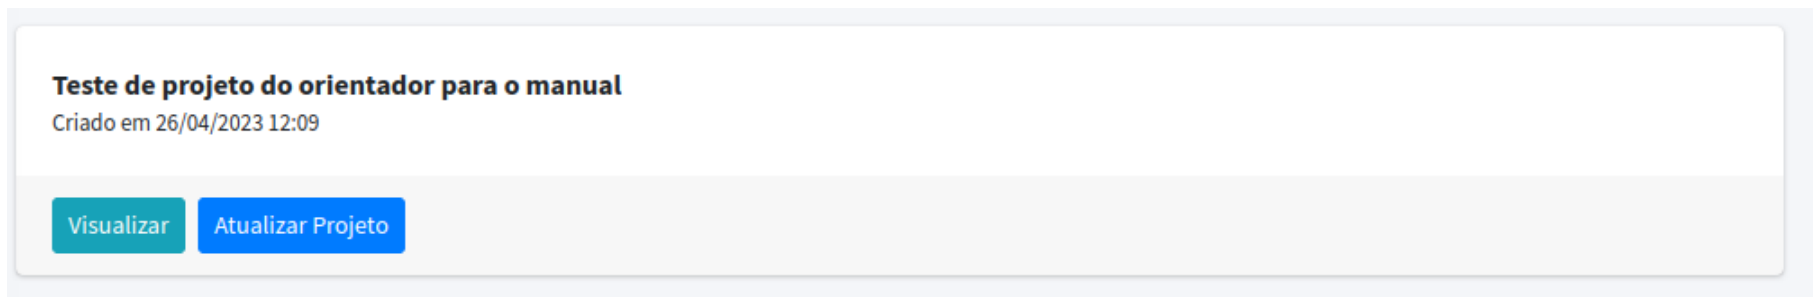 Teste de projeto do orientador para o manual
Criado em 26/04/2023 12:09
Visualizar Atualizar Projeto